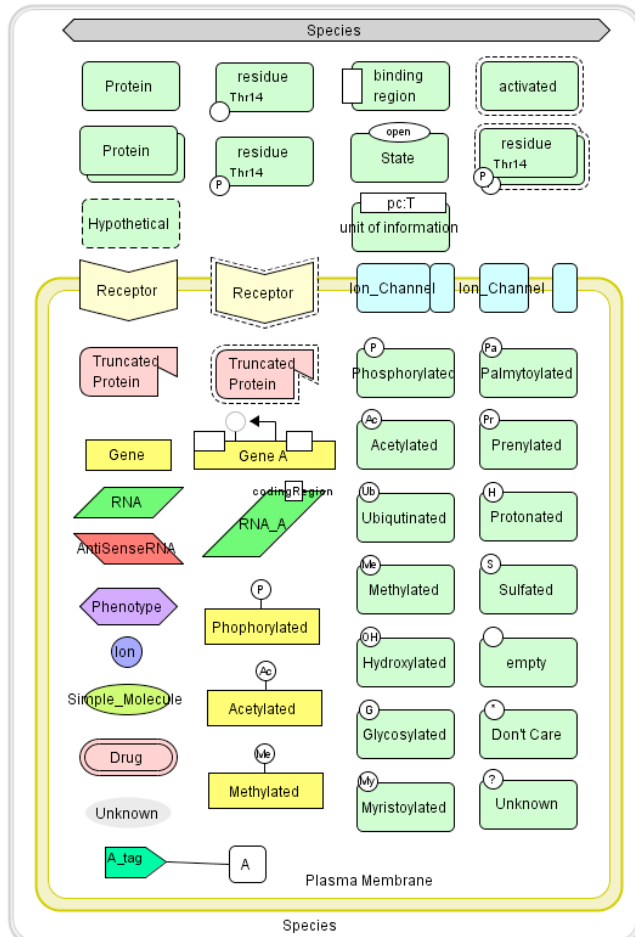 Species
Protein
residue
Thr14
binding
region
activated
Protein
residue
Thr14
P
open
State
residue
Thr14
P
Hypothetical
pc:T
unit of information
Receptor
Receptor
Ion_Channel
Ion_Channel
Truncated
Protein
Truncated
Protein
P
Phosphorylated
Pa
Palmytoylated
Gene
Gene A
Ac
Acetylated
Pr
Prenylated
RNA
codingRegion
RNA_A
Ub
Ubiqutinated
H
Protonated
AntiSenseRNA
Phenotype
P
Phophorylated
Me
Methylated
S
Sulfated
Ion
OH
Hydroxylated
empty
Simple_Molecule
Ac
Acetylated
G
Glycosylated
*
Don't Care
Drug
Me
Methylated
My
Myristoylated
?
Unknown
Unknown
A_tag
A
Plasma Membrane
Species